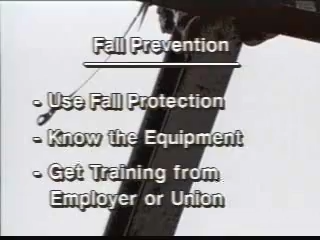 Fall Prevention
- Use Fall Protection
- Know the Equipment
- Get Training from
Employer or Union